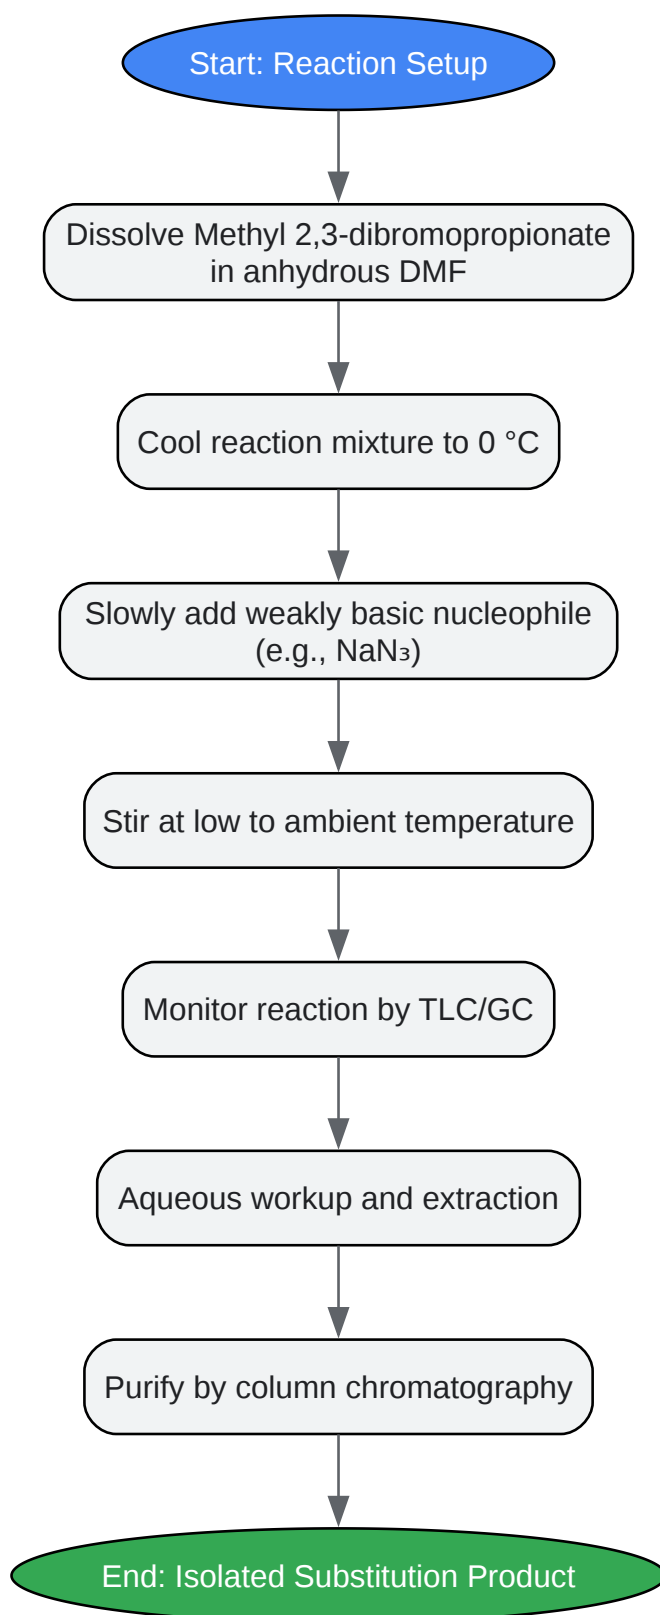 Start: Reaction Setup
Dissolve Methyl 2,3-dibromopropionate
in anhydrous DMF
Cool reaction mixture to 0 °C
Slowly add weakly basic nucleophile
(e.g., NaN₃)
Stir at low to ambient temperature
Monitor reaction by TLC/GC
Aqueous workup and extraction
Purify by column chromatography
End: Isolated Substitution Product